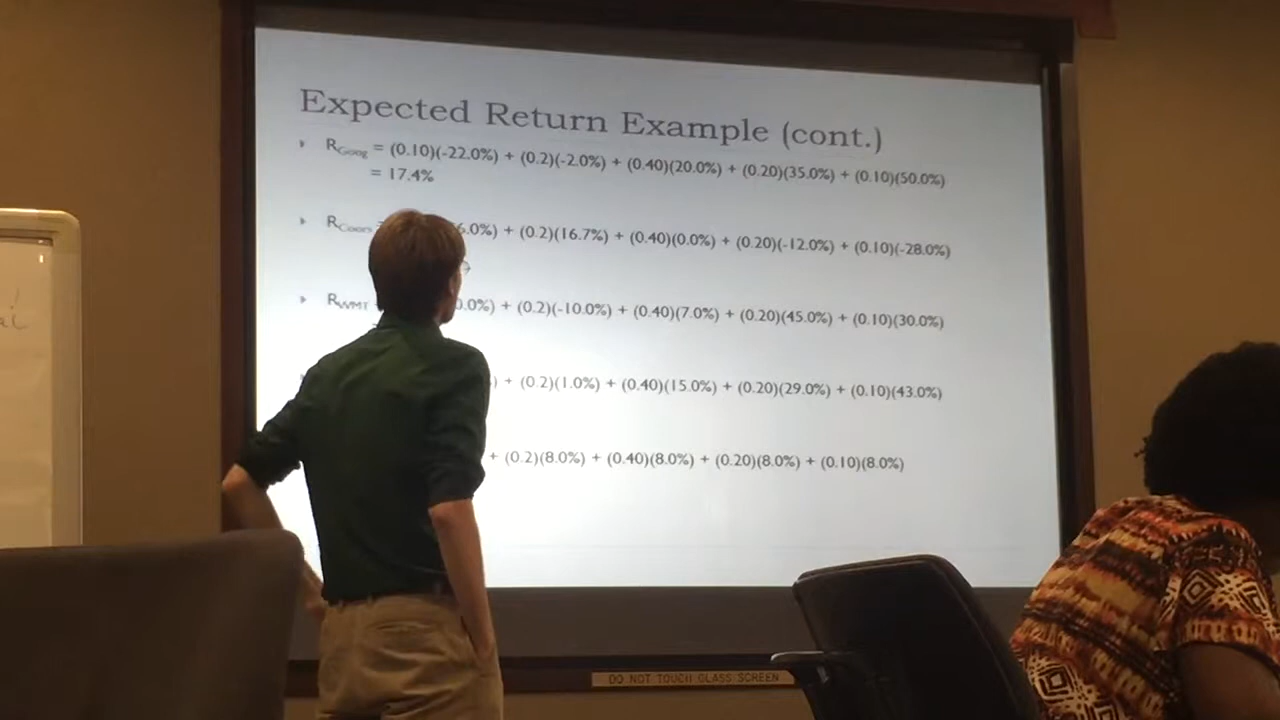 Expected Return Example (cont.)
R Goog = (0.10)(-22.0%) + (0.2)(-2.0%) + (0.40)(20.0%) + (0.20)(35.0%) + (0.10)(50.0%)
= 17.4%
R Coors 6.0%) + (0.2)(16.7%) + (0.40)(0.0%) + (0.20)(-12.0%) + (0.10)(-28.0%)
R WMT 0.0%) + (0.2)(-10.0%) + (0.40)(7.0%) + (0.20)(45.0%) + (0.10)(30.0%)
) + (0.2)(1.0%) + (0.40)(15.0%) + (0.20)(29.0%) + (0.10)(43.0%)
+ (0.2)(8.0%) + (0.40)(8.0%) + (0.20)(8.0%) + (0.10)(8.0%)
DO NOT TOUCH GLASS SCREEN